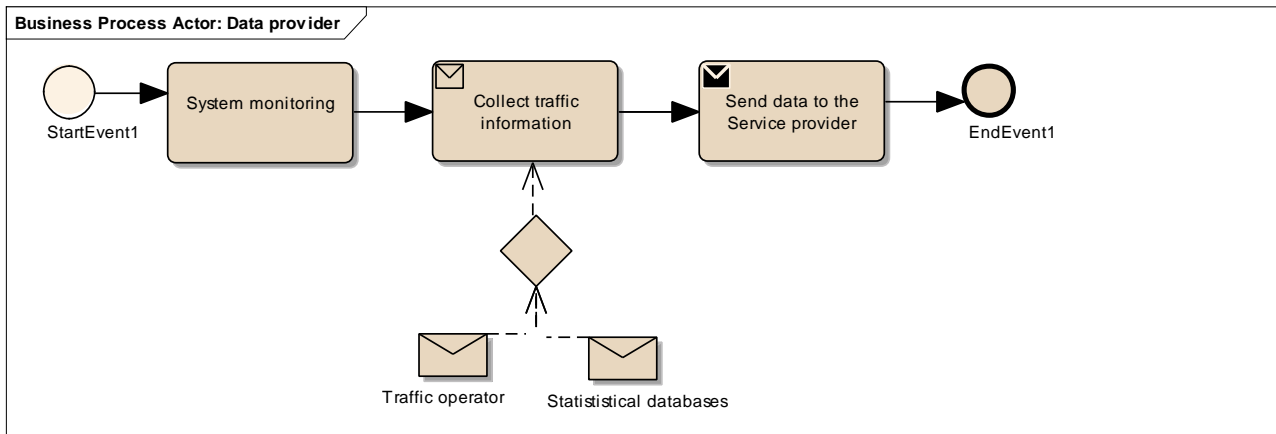 Business Process Actor: Data provider
StartEvent1
System monitoring
Collect traffic
information
Send data to the
Service provider
EndEvent1
Traffic operator
Statististical databases